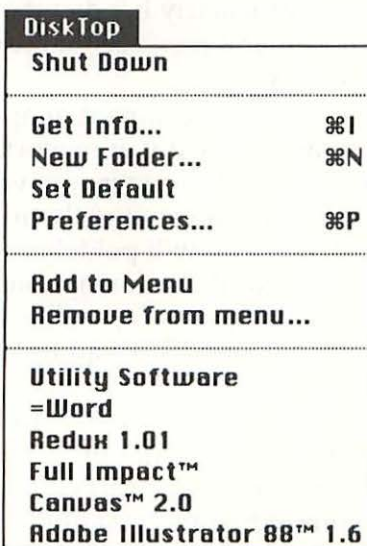 DiskTop
Shut Down
Get Info... ⌘I
New Folder... ⌘N
Set Default
Preferences... ⌘P
Add to Menu
Remove from menu...
Utility Software
=Word
Redux 1.01
Full Impact™
Canvas™ 2.0
Adobe Illustrator 88™ 1.6